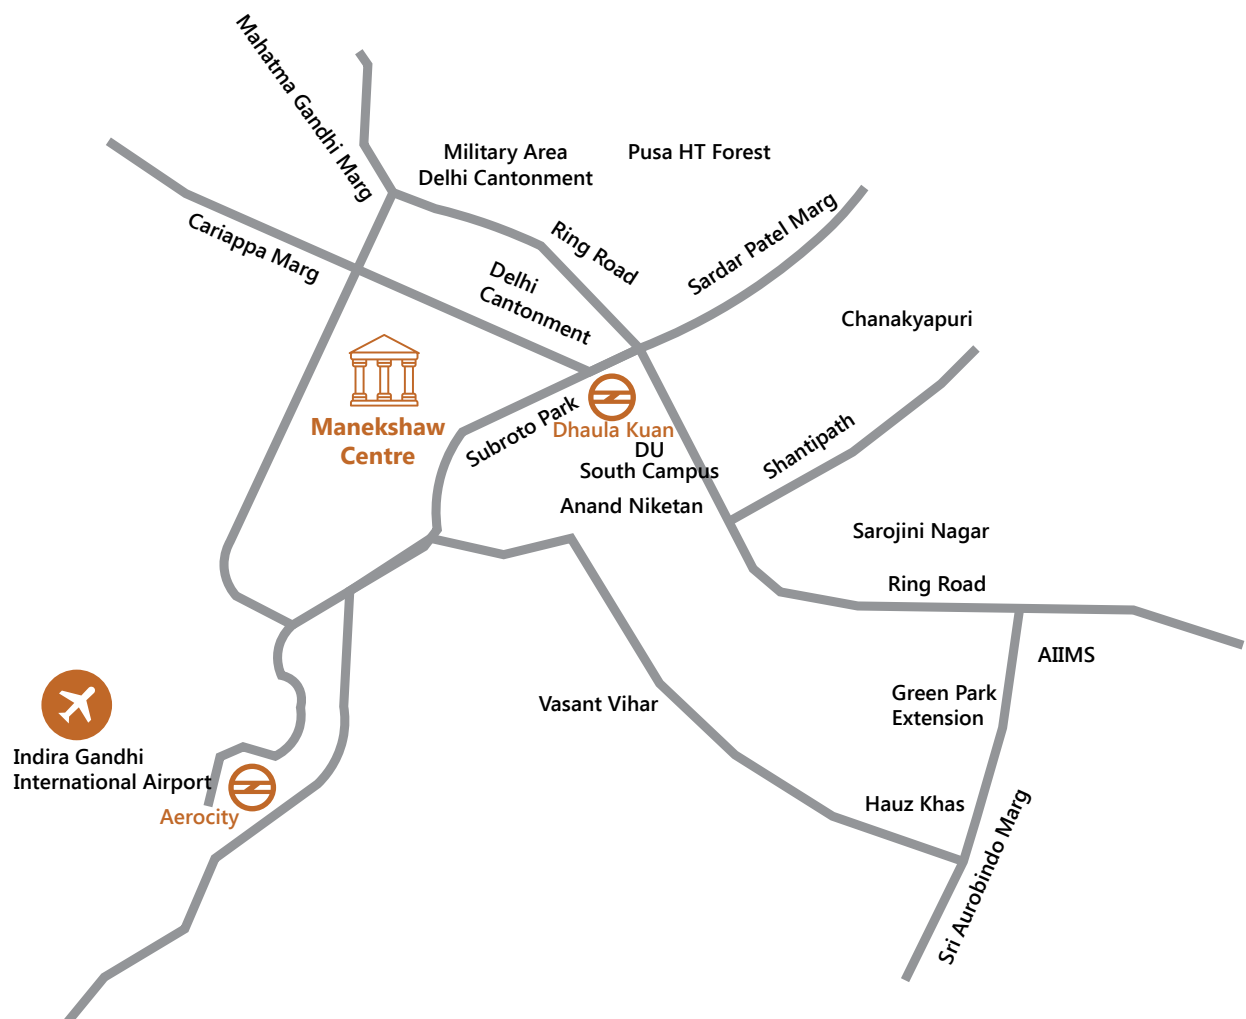 Mahatma Gandhi Marg
Military Area
Delhi Cantonment
Pusa HT Forest
Cariappa Marg
Ring Road
Sardar Patel Marg
Delhi
Cantonment
Chanakyapuri
Manekshaw
Centre
Subroto Park
Dhaula Kuan
DU
South Campus
Anand Niketan
Shantipath
Sarojini Nagar
Ring Road
AIIMS
Green Park
Extension
Vasant Vihar
Indira Gandhi
International Airport
Aerocity
Hauz Khas
Sri Aurobindo Marg